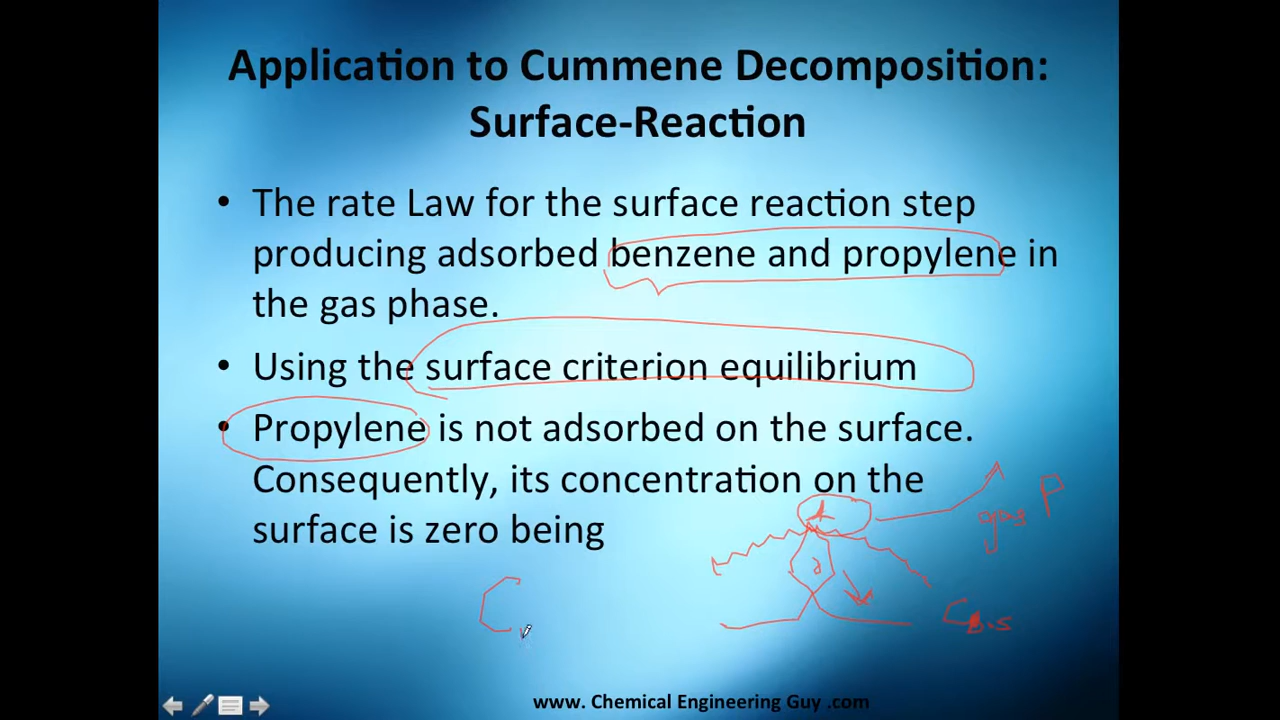 Application to Cummene Decomposition:
Surface-Reaction
• The rate Law for the surface reaction step
producing adsorbed benzene and propylene in
the gas phase.
• Using the surface criterion equilibrium
• Propylene is not adsorbed on the surface.
Consequently, its concentration on the
surface is zero being
gas P
C
C B.S
www. Chemical Engineering Guy .com